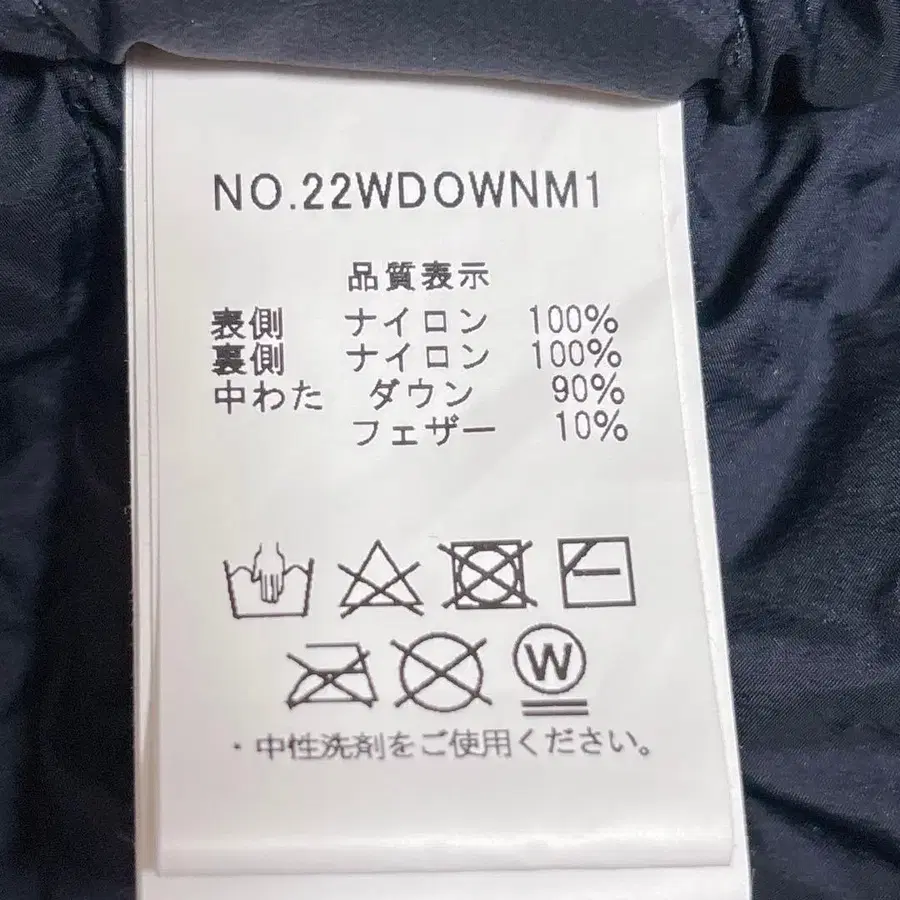 NO.22WDOWNM1
品質表示
表側 ナイロン 100%
裏側 ナイロン 100%
中わた ダウン 90%
フェザー 10%
W
・中性洗剤をご使用ください。